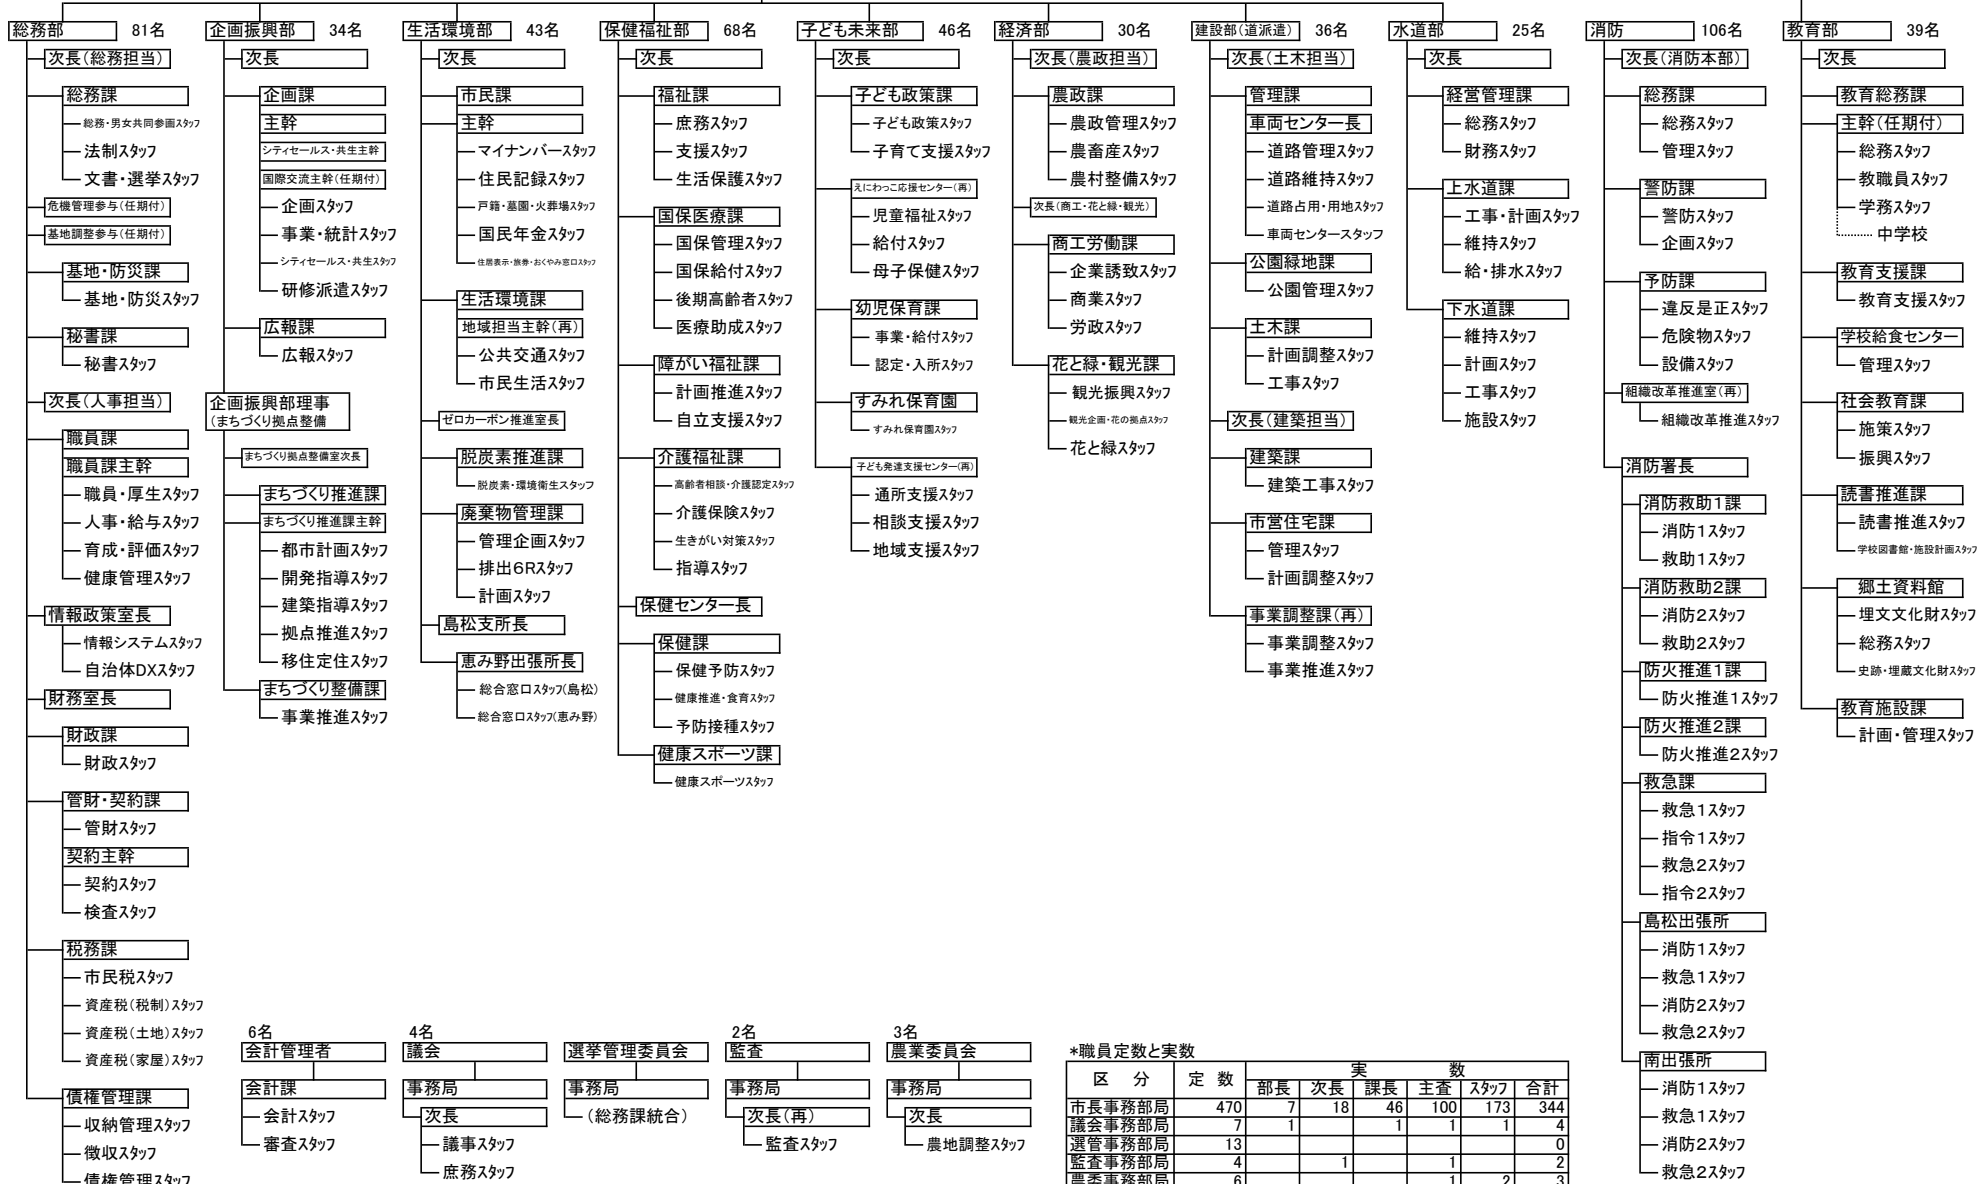 総務部 81名
次長(総務担当)
総務課
総務・男女共同参画スタッフ
法制スタッフ
文書・選挙スタッフ
危機管理参与(任期付)
基地調整参与(任期付)
基地・防災課
基地・防災スタッフ
秘書課
秘書スタッフ
次長(人事担当)
職員課
職員課主幹
職員・厚生スタッフ
人事・給与スタッフ
育成・評価スタッフ
健康管理スタッフ
情報政策室長
情報システムスタッフ
自治体DXスタッフ
財務室長
財政課
財政スタッフ
管財・契約課
管財スタッフ
契約主幹
契約スタッフ
検査スタッフ
税務課
市民税スタッフ
資産税(税制)スタッフ
資産税(土地)スタッフ
資産税(家屋)スタッフ
債権管理課
収納管理スタッフ
徴収スタッフ
債権管理スタッフ
企画振興部 34名
次長
企画課
主幹
シティセールス・共生主幹
国際交流主幹(任期付)
企画スタッフ
事業・統計スタッフ
シティセールス・共生スタッフ
研修派遣スタッフ
広報課
広報スタッフ
企画振興部理事
(まちづくり拠点整備
まちづくり拠点整備室次長
まちづくり推進課
まちづくり推進課主幹
都市計画スタッフ
開発指導スタッフ
建築指導スタッフ
拠点推進スタッフ
移住定住スタッフ
まちづくり整備課
事業推進スタッフ
生活環境部 43名
次長
市民課
主幹
マイナンバースタッフ
住民記録スタッフ
戸籍・墓園・火葬場スタッフ
国民年金スタッフ
住居表示・旅券・おくやみ窓口スタッフ
生活環境課
地域担当主幹(再)
公共交通スタッフ
市民生活スタッフ
ゼロカーボン推進室長
脱炭素推進課
脱炭素・環境衛生スタッフ
廃棄物管理課
管理企画スタッフ
排出6Rスタッフ
計画スタッフ
島松支所長
恵み野出張所長
総合窓口スタッフ(島松)
総合窓口スタッフ(恵み野)
保健福祉部 68名
次長
福祉課
庶務スタッフ
支援スタッフ
生活保護スタッフ
国保医療課
国保管理スタッフ
国保給付スタッフ
後期高齢者スタッフ
医療助成スタッフ
障がい福祉課
計画推進スタッフ
自立支援スタッフ
介護福祉課
高齢者相談・介護認定スタッフ
介護保険スタッフ
生きがい対策スタッフ
指導スタッフ
保健センター長
保健課
保健予防スタッフ
健康推進・食育スタッフ
予防接種スタッフ
健康スポーツ課
健康スポーツスタッフ
子ども未来部 46名
次長
子ども政策課
子ども政策スタッフ
子育て支援スタッフ
えにわっこ応援センター(再)
児童福祉スタッフ
給付スタッフ
母子保健スタッフ
幼児保育課
事業・給付スタッフ
認定・入所スタッフ
すみれ保育園
すみれ保育園スタッフ
子ども発達支援センター(再)
通所支援スタッフ
相談支援スタッフ
地域支援スタッフ
経済部 30名
次長(農政担当)
農政課
農政管理スタッフ
農畜産スタッフ
農村整備スタッフ
次長(商工・花と緑・観光)
商工労働課
企業誘致スタッフ
商業スタッフ
労政スタッフ
花と緑・観光課
観光振興スタッフ
観光企画・花の拠点スタッフ
花と緑スタッフ
建設部(道派遣) 36名
次長(土木担当)
管理課
車両センター長
道路管理スタッフ
道路維持スタッフ
道路占用・用地スタッフ
車両センタースタッフ
公園緑地課
公園管理スタッフ
土木課
計画調整スタッフ
工事スタッフ
次長(建築担当)
建築課
建築工事スタッフ
市営住宅課
管理スタッフ
計画調整スタッフ
事業調整課(再)
事業調整スタッフ
事業推進スタッフ
水道部 25名
次長
経営管理課
総務スタッフ
財務スタッフ
上水道課
工事・計画スタッフ
維持スタッフ
給・排水スタッフ
下水道課
維持スタッフ
計画スタッフ
工事スタッフ
施設スタッフ
消防 106名
次長(消防本部)
総務課
総務スタッフ
管理スタッフ
警防課
警防スタッフ
企画スタッフ
予防課
違反是正スタッフ
危険物スタッフ
設備スタッフ
組織改革推進室(再)
組織改革推進スタッフ
消防署長
消防救助1課
消防1スタッフ
救助1スタッフ
消防救助2課
消防2スタッフ
救助2スタッフ
防火推進1課
防火推進1スタッフ
防火推進2課
防火推進2スタッフ
救急課
救急1スタッフ
指令1スタッフ
救急2スタッフ
指令2スタッフ
島松出張所
消防1スタッフ
救急1スタッフ
消防2スタッフ
救急2スタッフ
南出張所
消防1スタッフ
救急1スタッフ
消防2スタッフ
救急2スタッフ
教育部 39名
次長
教育総務課
主幹(任期付)
総務スタッフ
教職員スタッフ
学務スタッフ
中学校
教育支援課
教育支援スタッフ
学校給食センター
管理スタッフ
社会教育課
施策スタッフ
振興スタッフ
読書推進課
読書推進スタッフ
学校図書館・施設計画スタッフ
郷土資料館
埋文文化財スタッフ
総務スタッフ
史跡・埋蔵文化財スタッフ
教育施設課
計画・管理スタッフ
6名
会計管理者
会計課
会計スタッフ
審査スタッフ
4名
議会
事務局
次長
議事スタッフ
庶務スタッフ
選挙管理委員会
事務局
(総務課統合)
2名
監査
事務局
次長(再)
監査スタッフ
3名
農業委員会
事務局
次長
農地調整スタッフ
*職員定数と実数
区 分 定 数 実 数
部長 次長 課長 主査 スタッフ 合計
市長事務部局 470 7 18 46 100 173 344
議会事務部局 7 1 1 1 1 4
選管事務部局 13 0
監査事務部局 4 1 1 2
農委事務部局 6 1 2 3